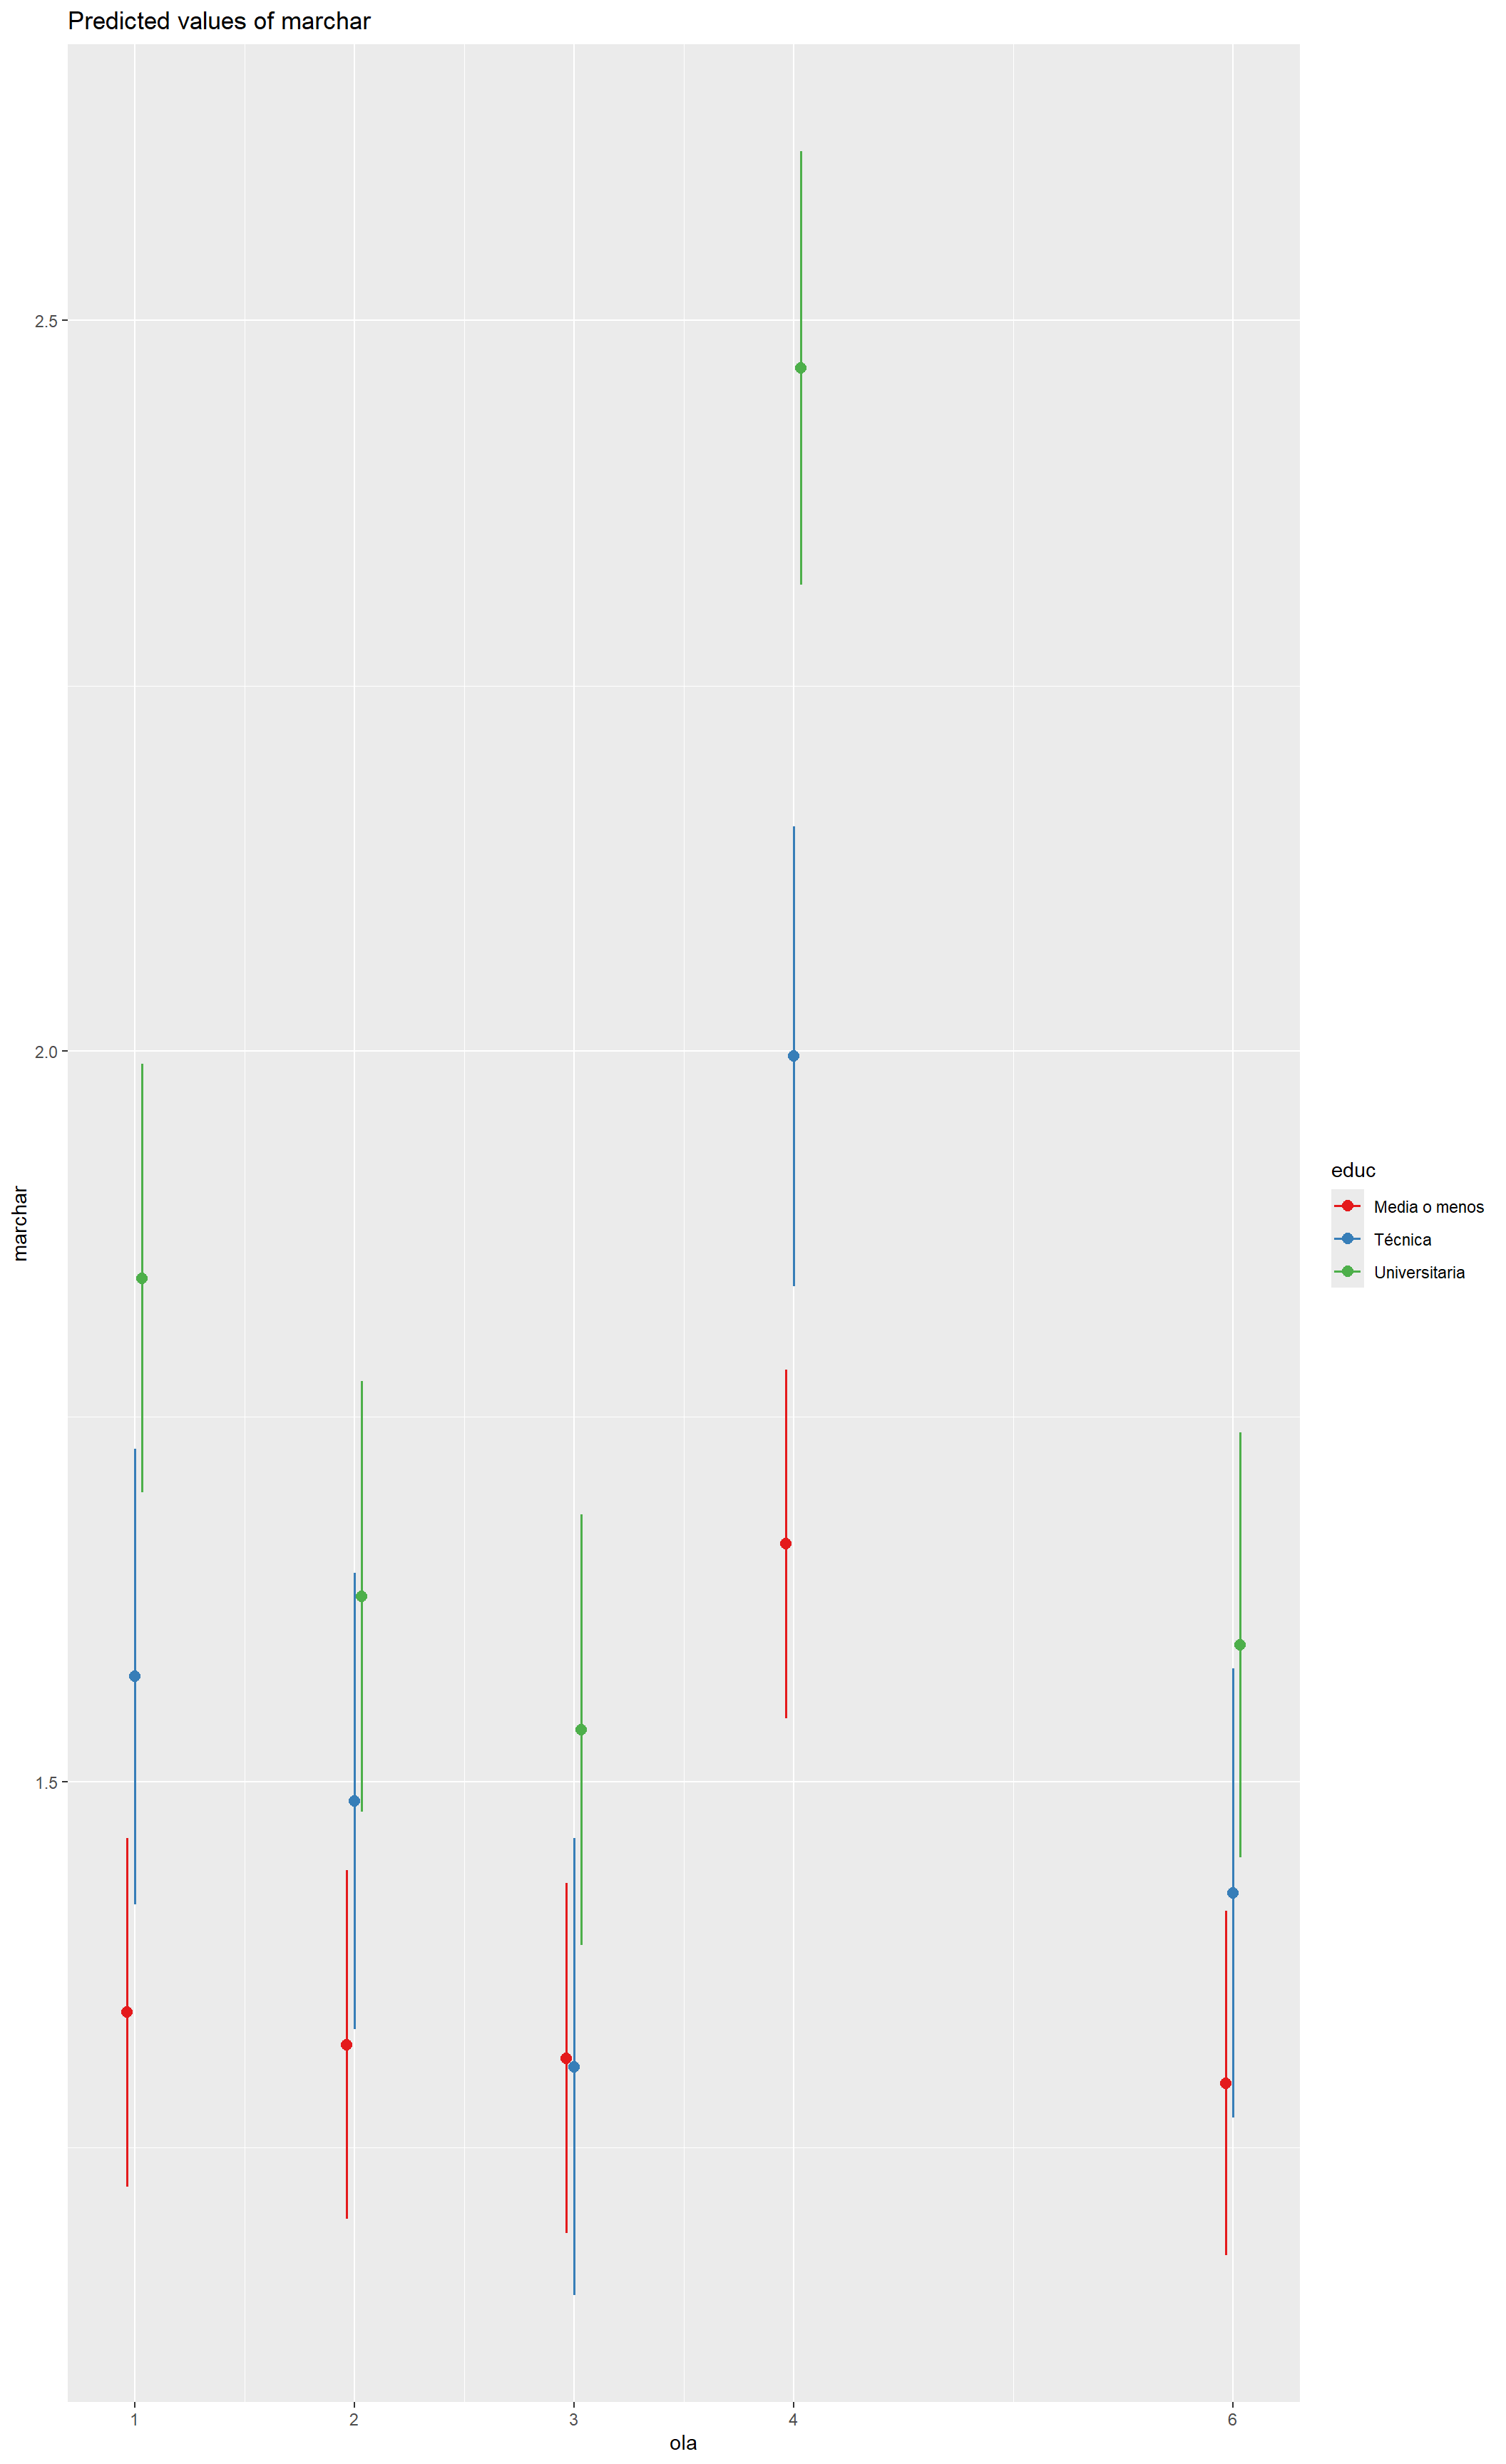 Predicted values of marchar
2.5
2.0
1.5
marchar
1 2 3 4 6
ola
educ
Media o menos
Técnica
Universitaria